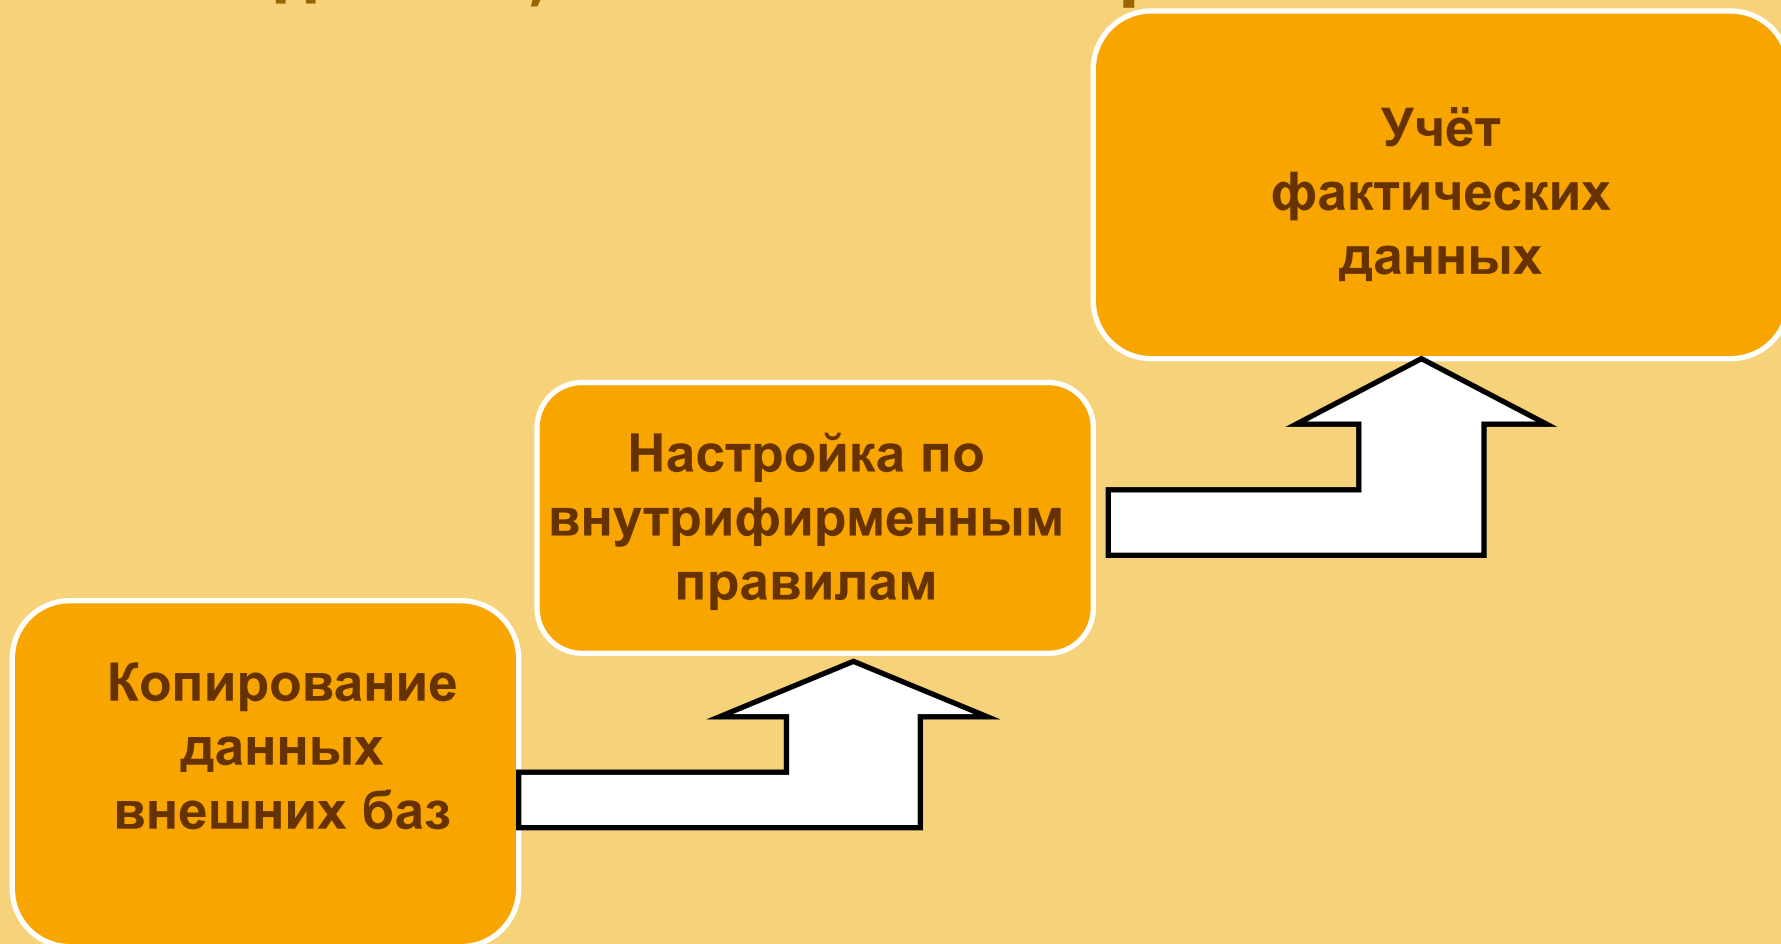 Учёт
фактических
данных
Настройка по
внутрифирменным
правилам
Копирование
данных
внешних баз